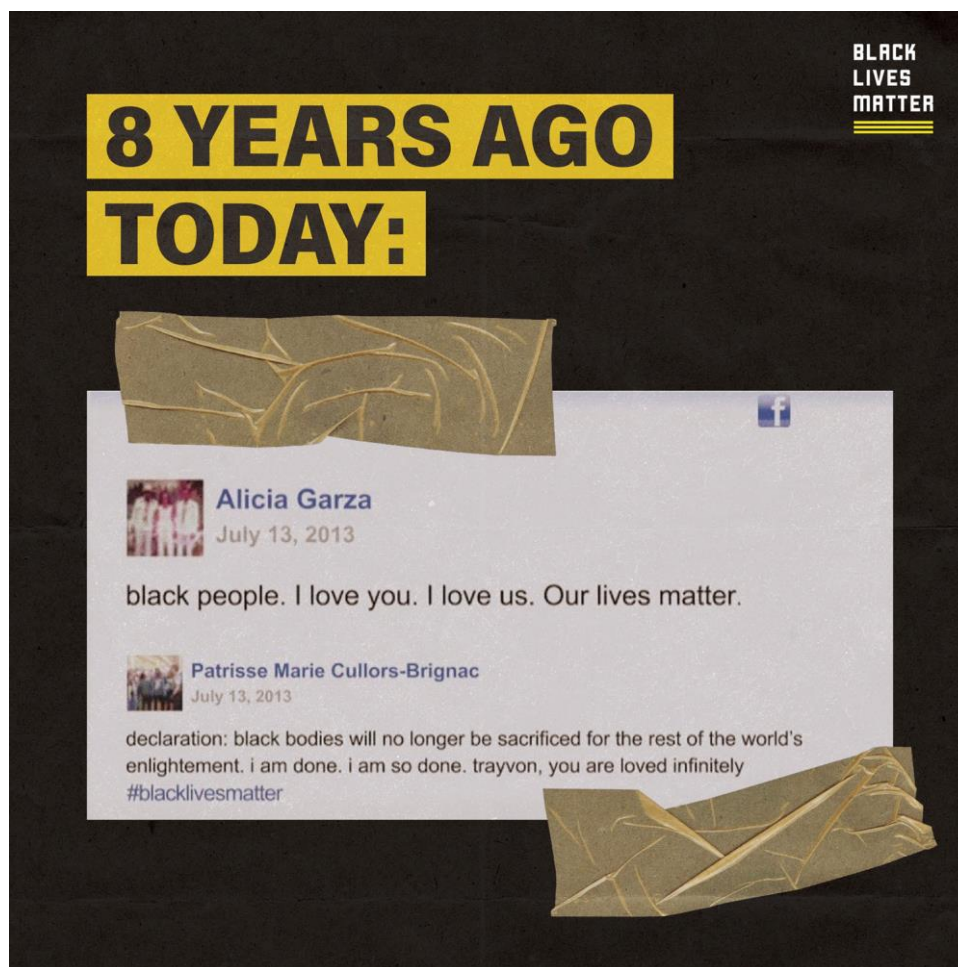 BLACK
LIVES
MATTER
8 YEARS AGO
TODAY:
f
Alicia Garza
July 13, 2013
black people. I love you. I love us. Our lives matter.
Patrisse Marie Cullors-Brignac
July 13, 2013
declaration: black bodies will no longer be sacrificed for the rest of the world's
enlightement. i am done. i am so done. trayvon, you are loved infinitely
#blacklivesmatter